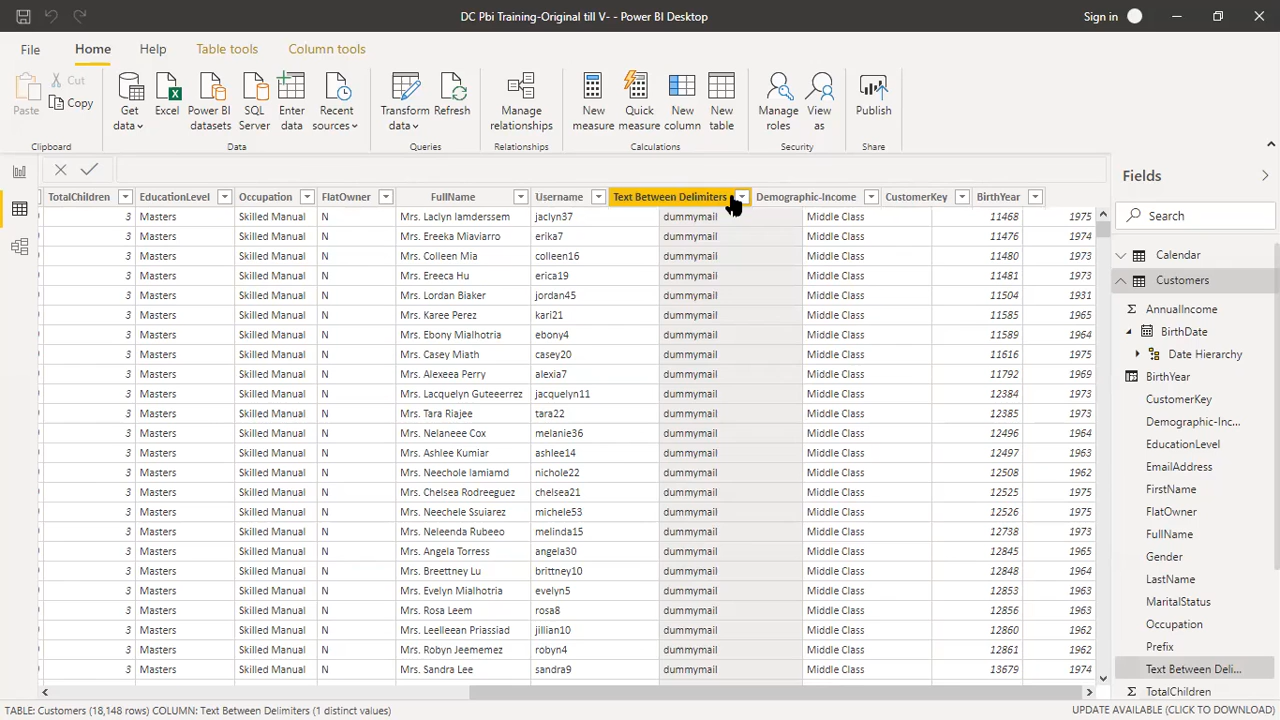 DC Pbi Training-Original till V- - Power BI Desktop
Sign in
File
Home
Help
Table tools
Column tools
Paste
Cut
Copy
Get data
Excel
Power BI datasets
SQL Server
Enter data
Recent sources
Transform data
Refresh
Manage relationships
New measure
Quick measure
New column
New table
Manage roles
View as
Publish
Clipboard
Data
Queries
Relationships
Calculations
Security
Share
TotalChildren EducationLevel Occupation FlatOwner FullName Username Text Between Delimiters Demographic-Income CustomerKey BirthYear
3 Masters Skilled Manual N Mrs. Laclyn Iamderssem jaclyn37 dummymail Middle Class 11468 1975
3 Masters Skilled Manual N Mrs. Ereeka Miaviarro erika7 dummymail Middle Class 11476 1974
3 Masters Skilled Manual N Mrs. Colleen Mia colleen16 dummymail Middle Class 11480 1973
3 Masters Skilled Manual N Mrs. Ereeca Hu erica19 dummymail Middle Class 11481 1973
3 Masters Skilled Manual N Mrs. Lordan Biaker jordan45 dummymail Middle Class 11504 1931
3 Masters Skilled Manual N Mrs. Karee Perez kari21 dummymail Middle Class 11585 1965
3 Masters Skilled Manual N Mrs. Ebony Mialhotria ebony4 dummymail Middle Class 11589 1964
3 Masters Skilled Manual N Mrs. Casey Miath casey20 dummymail Middle Class 11616 1975
3 Masters Skilled Manual N Mrs. Alexeea Perry alexia7 dummymail Middle Class 11792 1969
3 Masters Skilled Manual N Mrs. Lacquelyn Guteeerrez jacquelyn11 dummymail Middle Class 12384 1973
3 Masters Skilled Manual N Mrs. Tara Riajee tara22 dummymail Middle Class 12385 1973
3 Masters Skilled Manual N Mrs. Nelaneee Cox melanie36 dummymail Middle Class 12496 1964
3 Masters Skilled Manual N Mrs. Ashlee Kumiar ashlee14 dummymail Middle Class 12497 1963
3 Masters Skilled Manual N Mrs. Neechole Iamiamd nichole22 dummymail Middle Class 12508 1962
3 Masters Skilled Manual N Mrs. Chelsea Rodreeguez chelsea21 dummymail Middle Class 12525 1975
3 Masters Skilled Manual N Mrs. Neechele Ssuiarez michele53 dummymail Middle Class 12526 1975
3 Masters Skilled Manual N Mrs. Neleenda Rubeeo melinda15 dummymail Middle Class 12738 1973
3 Masters Skilled Manual N Mrs. Angela Torress angela30 dummymail Middle Class 12845 1965
3 Masters Skilled Manual N Mrs. Breettney Lu brittney10 dummymail Middle Class 12848 1964
3 Masters Skilled Manual N Mrs. Evelyn Mialhotria evelyn5 dummymail Middle Class 12853 1963
3 Masters Skilled Manual N Mrs. Rosa Leem rosa8 dummymail Middle Class 12856 1963
3 Masters Skilled Manual N Mrs. Leelleean Priassiad jillian10 dummymail Middle Class 12860 1962
3 Masters Skilled Manual N Mrs. Robyn Jeememez robyn4 dummymail Middle Class 12861 1962
3 Masters Skilled Manual N Mrs. Sandra Lee sandra9 dummymail Middle Class 13679 1974
Fields
Search
Calendar
Customers
AnnualIncome
BirthDate
Date Hierarchy
BirthYear
CustomerKey
Demographic-Inc...
EducationLevel
EmailAddress
FirstName
FlatOwner
FullName
Gender
LastName
MaritalStatus
Occupation
Prefix
Text Between Deli...
TotalChildren
TABLE: Customers (18,148 rows) COLUMN: Text Between Delimiters (1 distinct values)
UPDATE AVAILABLE (CLICK TO DOWNLOAD)